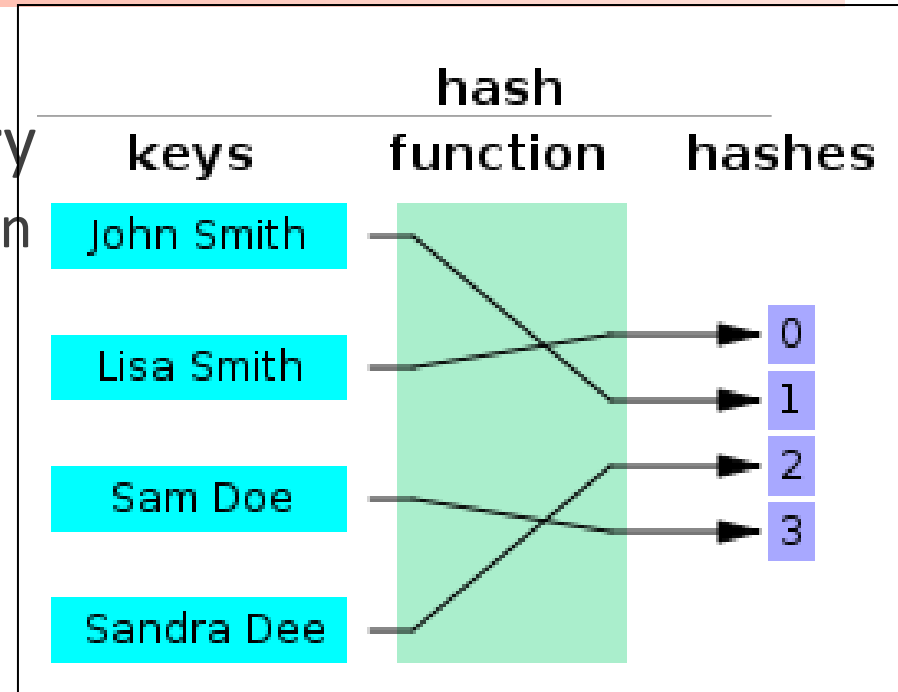 hash
keys function hashes
John Smith
Lisa Smith
Sam Doe
Sandra Dee
0
1
2
3